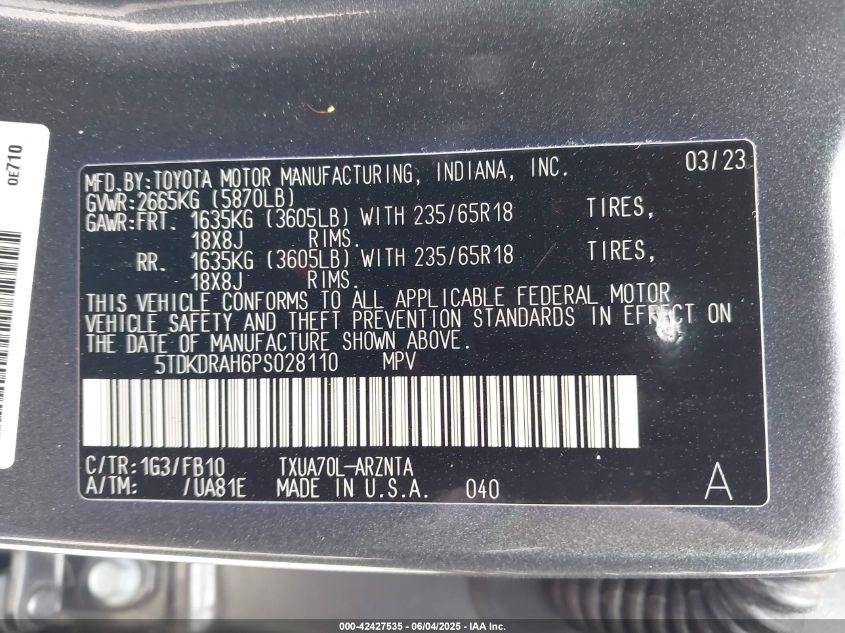 0E710
MFD.BY:TOYOTA MOTOR MANUFACTURING, INDIANA, INC. 03/23
GVWR:2665KG (5870LB)
GAWR:FRT. 1635KG (3605LB) WITH 235/65R18 TIRES,
18X8J RIMS.
RR. 1635KG (3605LB) WITH 235/65R18 TIRES,
18X8J RIMS.
THIS VEHICLE CONFORMS TO ALL APPLICABLE FEDERAL MOTOR
VEHICLE SAFETY AND THEFT PREVENTION STANDARDS IN EFFECT ON
THE DATE OF MANUFACTURE SHOWN ABOVE.
5TDKDRAH6PS028110 MPV
C/TR:1G3/FB10 TXUA70L-ARZNTA
A/TM: /UA81E MADE IN U.S.A. 040 A
000-42427535 - 06/04/2025 - IAA Inc.